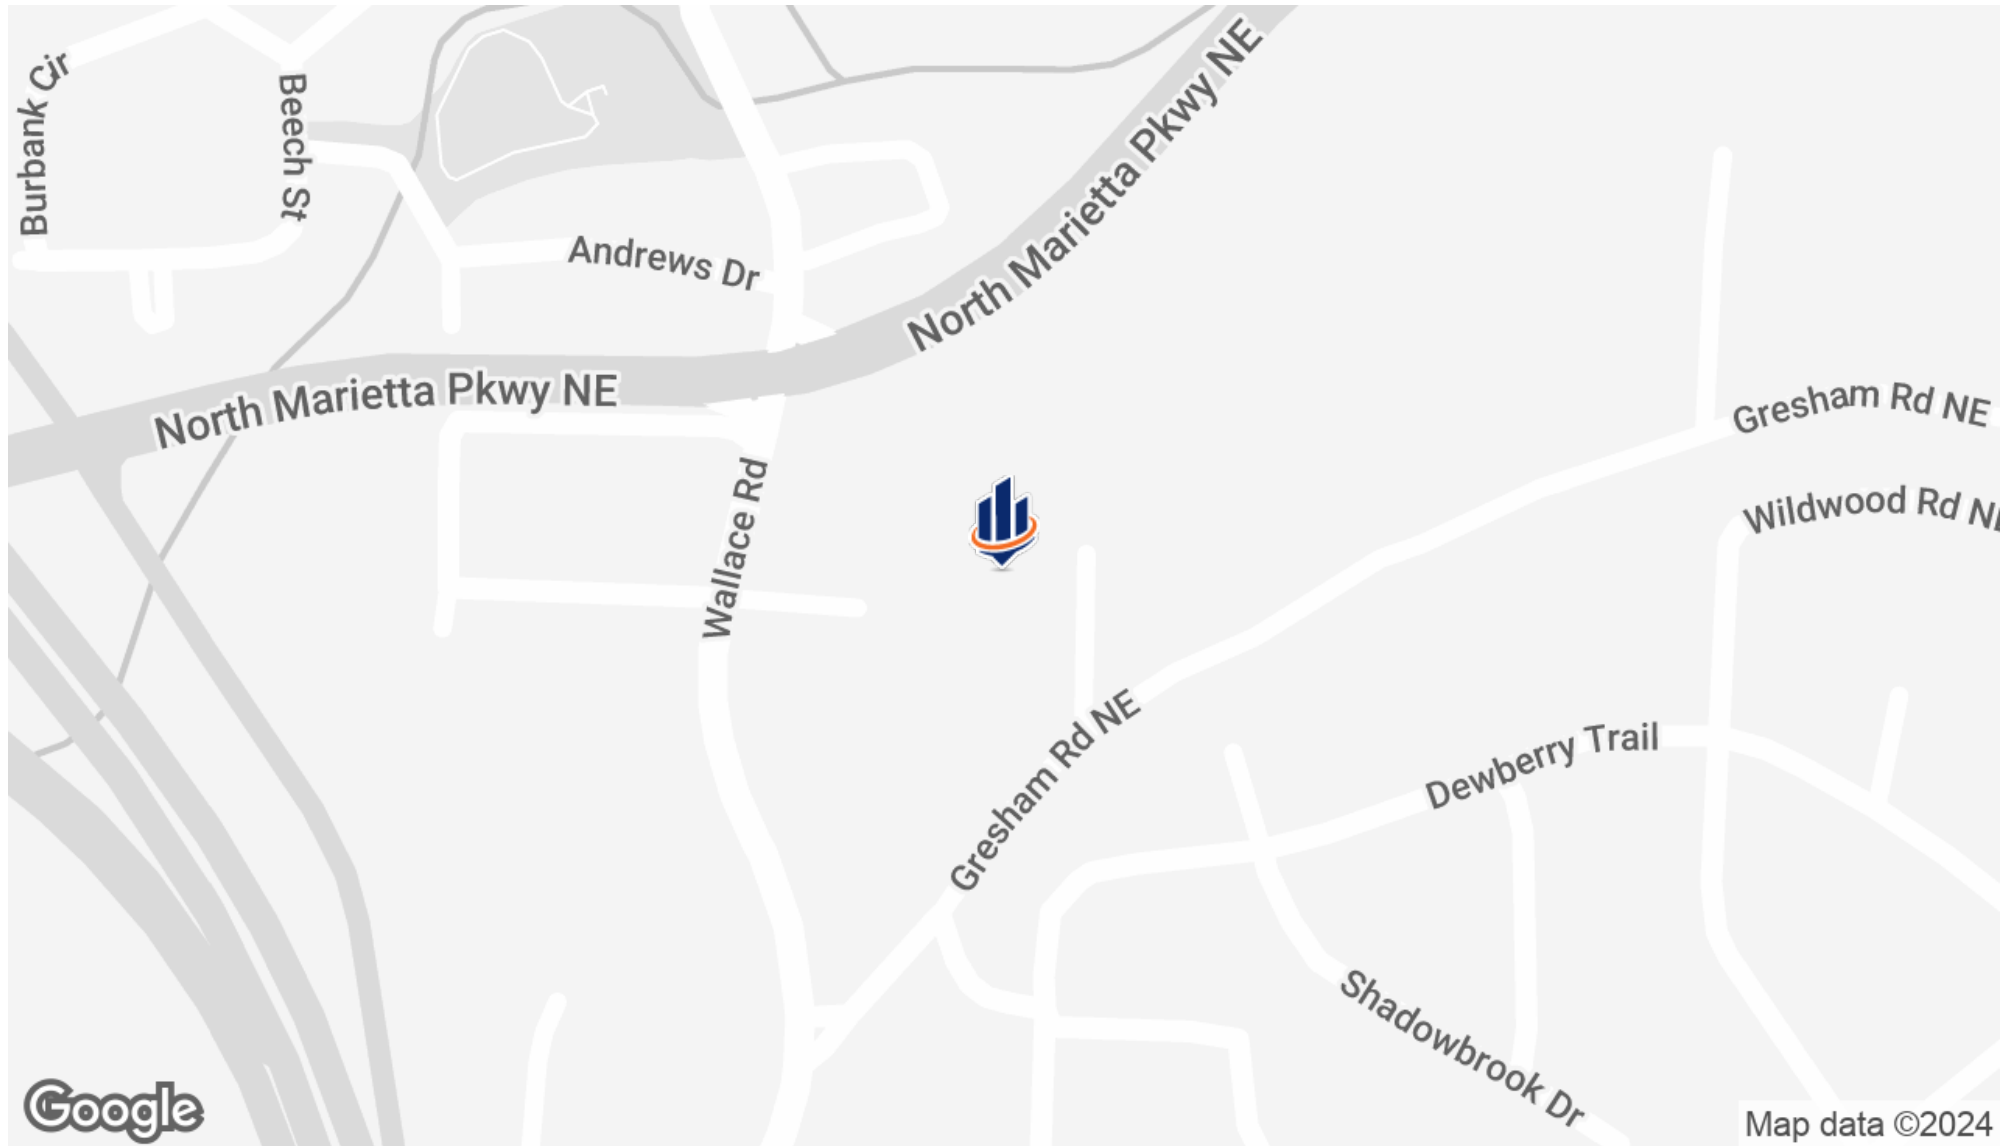 Burbank Cir
Beech St
North Marietta Pkwy NE
Andrews Dr
North Marietta Pkwy NE
Gresham Rd NE
Wallace Rd
Wildwood Rd NE
Gresham Rd NE
Dewberry Trail
Shadowbrook Dr
Google
Map data ©2024